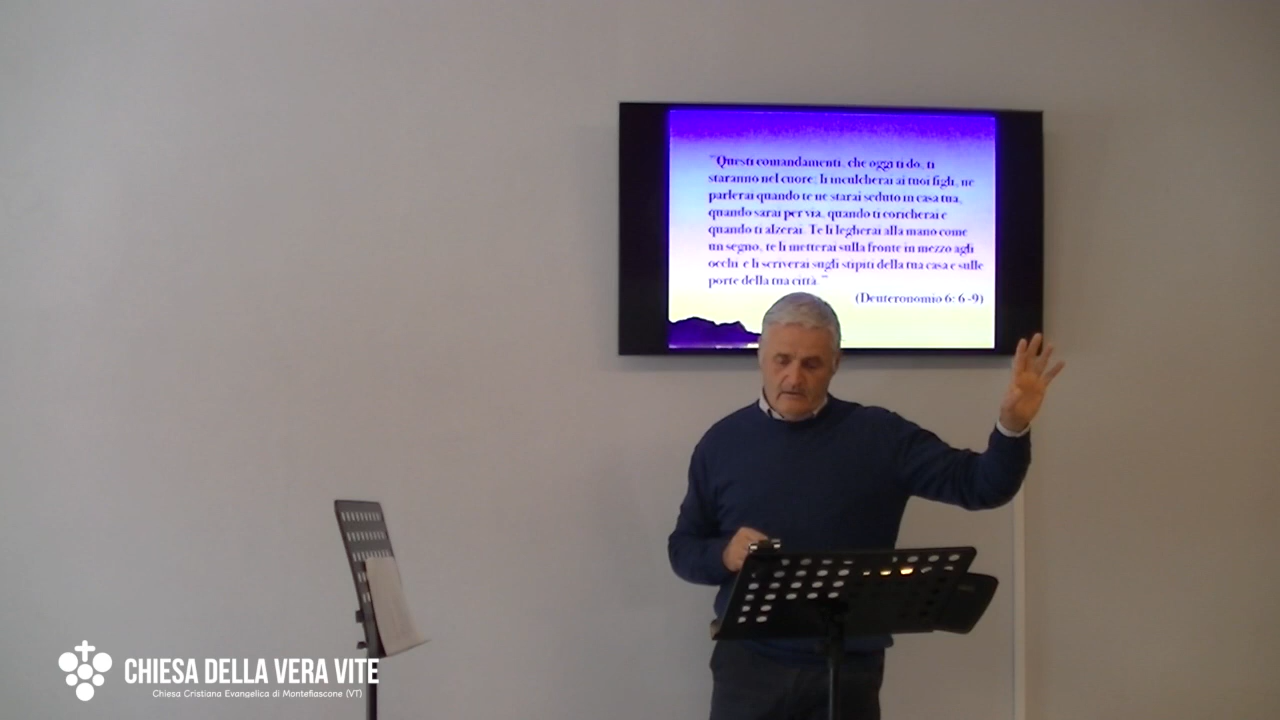 "Questi comandamenti, che oggi ti do, ti
staranno nel cuore; li inculcherai ai tuoi figli, ne
parlerai quando te ne starai seduto in casa tua,
quando sarai per via, quando ti coricherai e
quando ti alzerai. Te li legherai alla mano come
un segno, te li metterai sulla fronte in mezzo agli
occhi e li scriverai sugli stipiti della tua casa e sulle
porte della tua città."
(Deuteronomio 6: 6-9)
CHIESA DELLA VERA VITE
Chiesa Cristiana Evangelica di Montefiascone (VT)